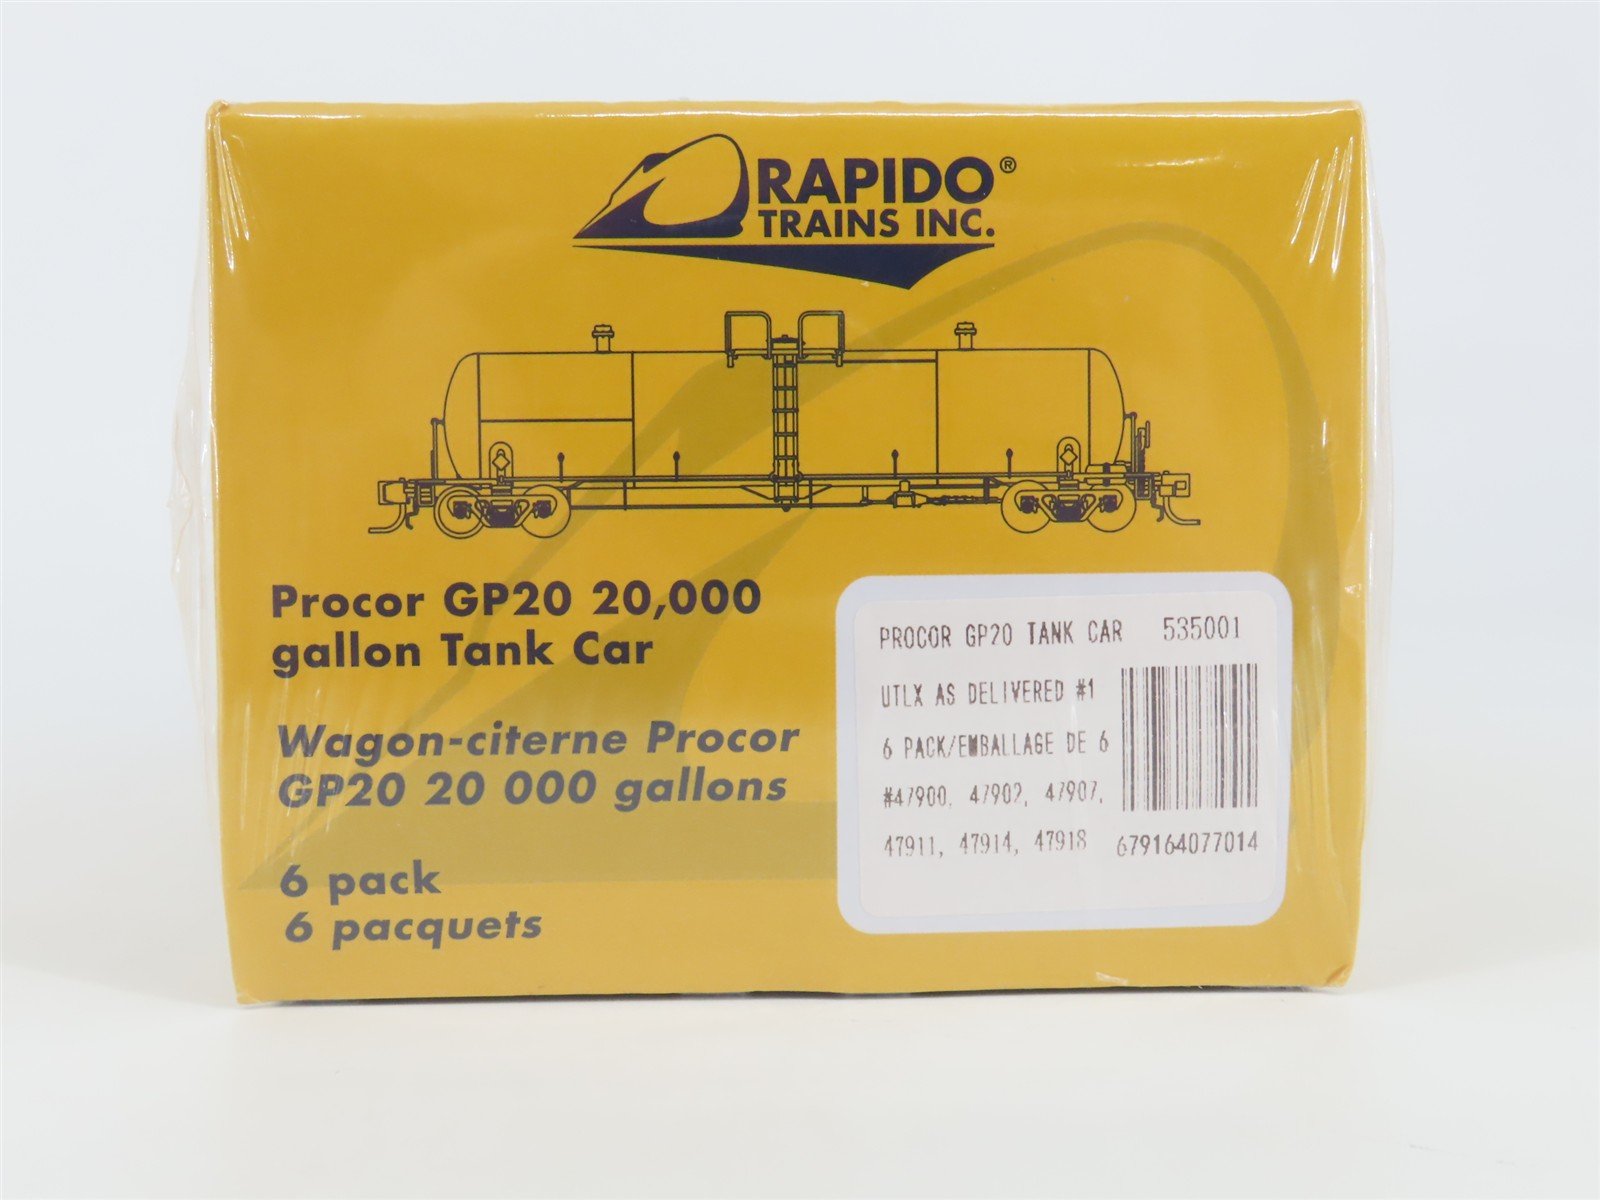 RAPIDO®
TRAINS INC.
Procor GP20 20,000
gallon Tank Car
Wagon-citerne Procor
GP20 20 000 gallons
6 pack
6 pacquets
PROCOR GP20 TANK CAR 535001
UTLX AS DELIVERED #1
6 PACK/EMBALLAGE DE 6
#47900, 47902, 47907,
47911, 47914, 47918
679164077014